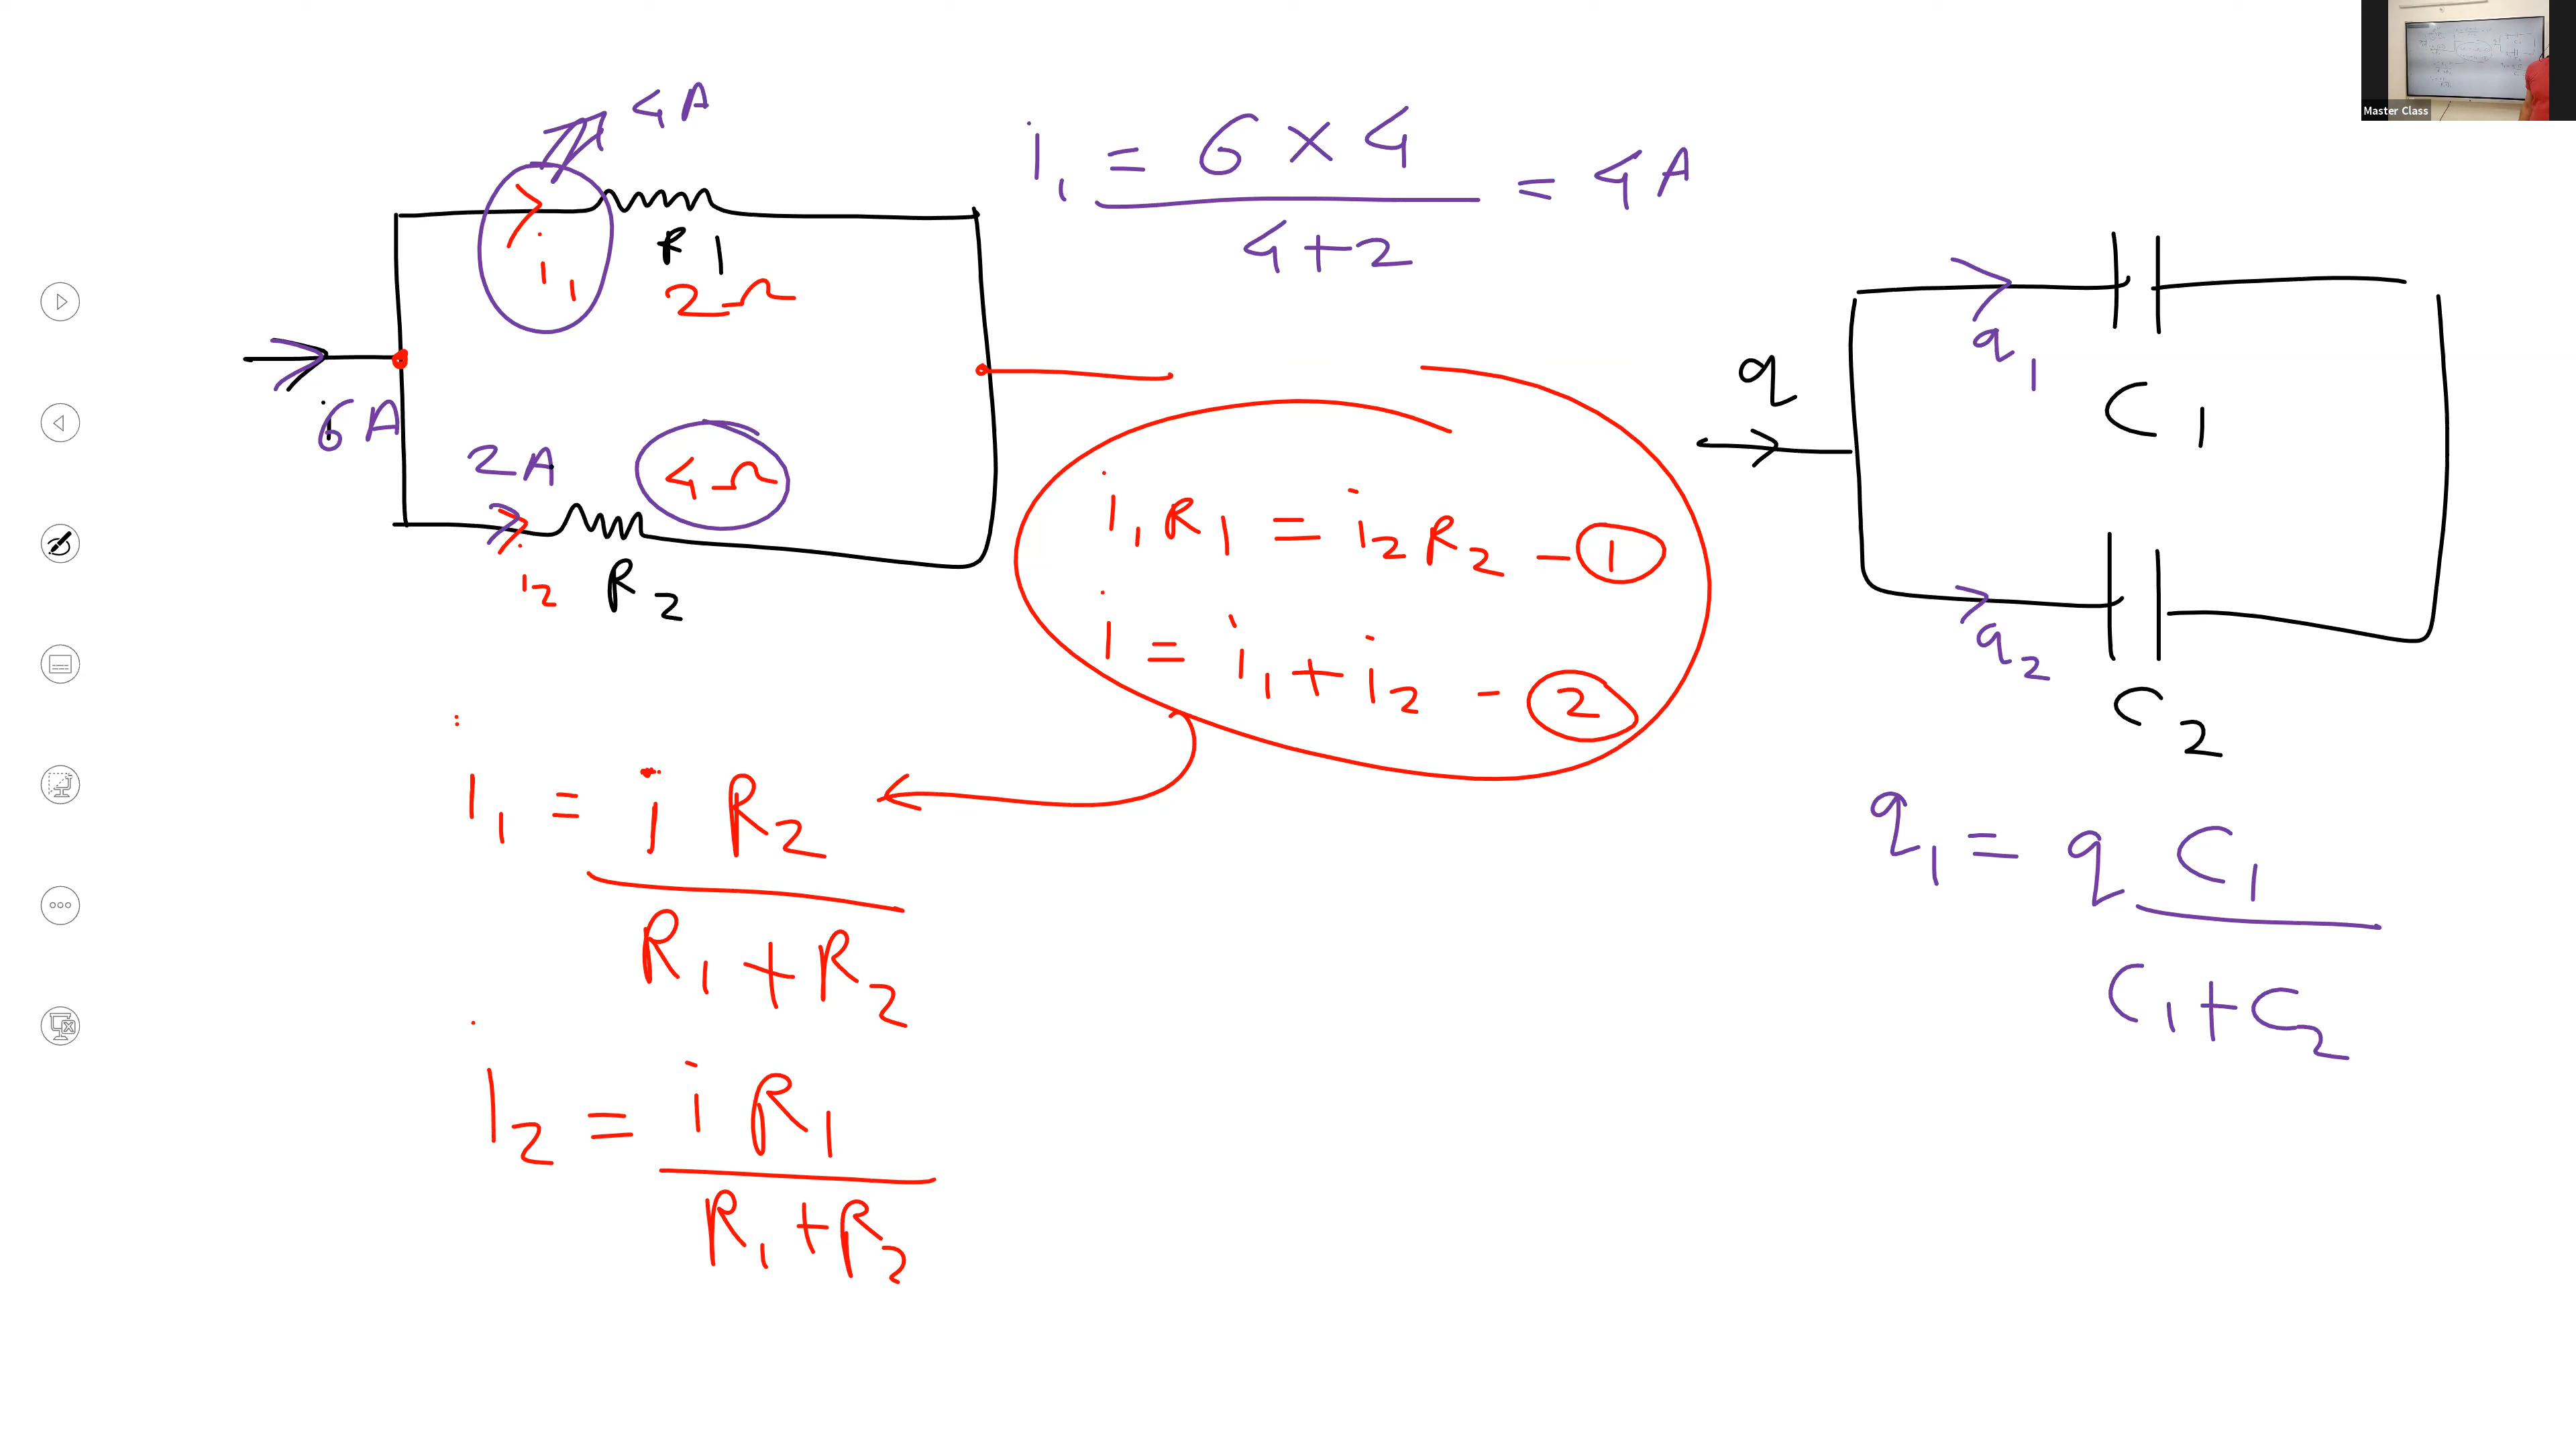 4A
i₁
R1
2Ω
6A
2A
4Ω
i₂
R2
i₁ = 6 × 4 / 4+2 = 4A
i₁R₁ = i₂R₂ - ①
i = i₁ + i₂ - ②
i₁ = i R₂ / R₁ + R₂
i₂ = i R₁ / R₁ + R₂
q
q₁
C₁
q₂
C₂
q₁ = q C₁ / C₁+C₂
Master Class